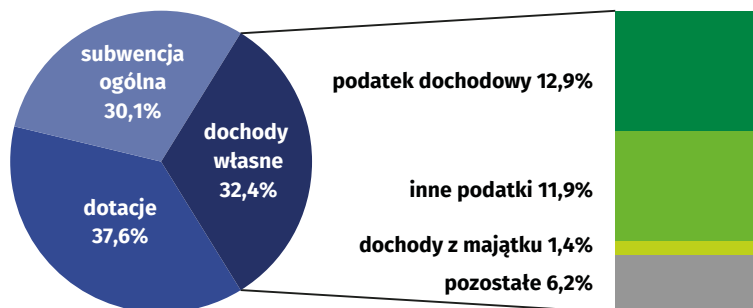 subwencja
ogólna
30,1%
dochody
własne
32,4%
dotacje
37,6%
podatek dochodowy 12,9%
inne podatki 11,9%
dochody z majątku 1,4%
pozostałe 6,2%